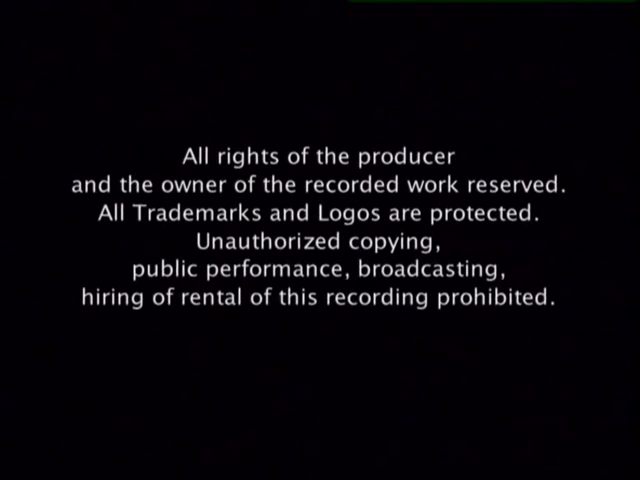 All rights of the producer
and the owner of the recorded work reserved.
All Trademarks and Logos are protected.
Unauthorized copying,
public performance, broadcasting,
hiring of rental of this recording prohibited.